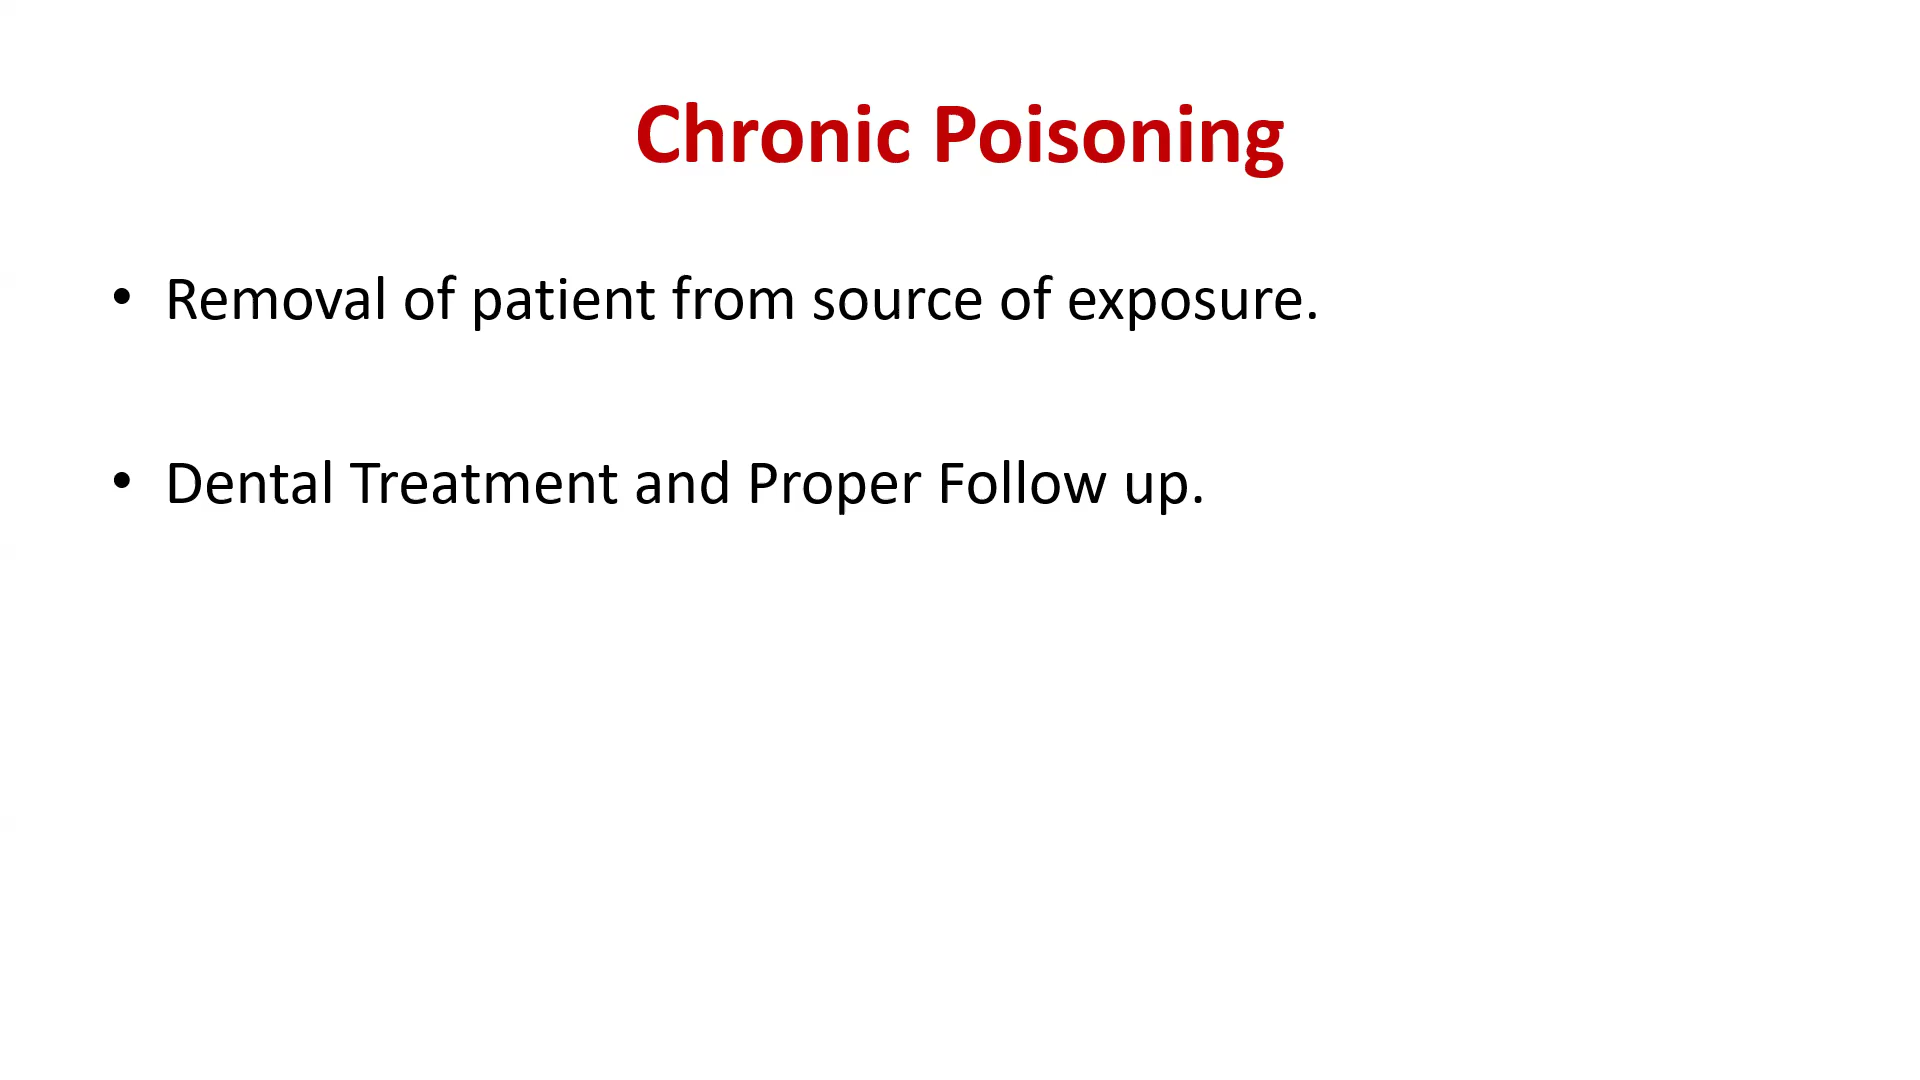 Chronic Poisoning
• Removal of patient from source of exposure.
• Dental Treatment and Proper Follow up.